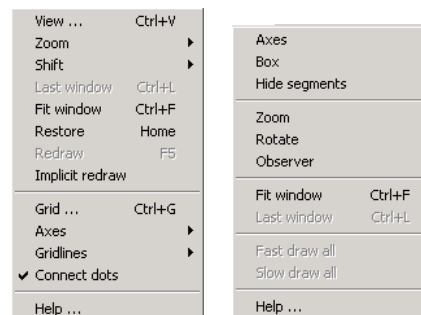 View ... Ctrl+V
Zoom
Shift
Last window Ctrl+L
Fit window Ctrl+F
Restore Home
Redraw F5
Implicit redraw
Grid ... Ctrl+G
Axes
Gridlines
Connect dots
Help ...
Axes
Box
Hide segments
Zoom
Rotate
Observer
Fit window Ctrl+F
Last window Ctrl+L
Fast draw all
Slow draw all
Help ...